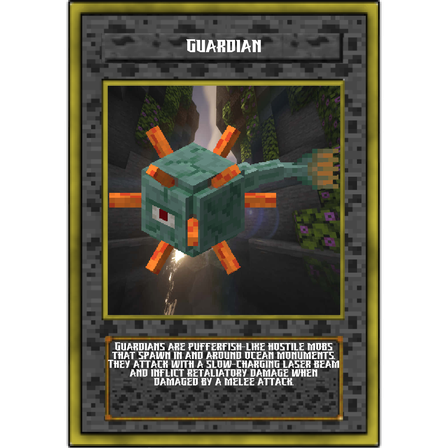 Guardian
Guardians are pufferfish-like hostile mobs
that spawn in and around ocean monuments.
They attack with a slow-charging laser beam
and inflict retaliatory damage when
damaged by a melee attack.